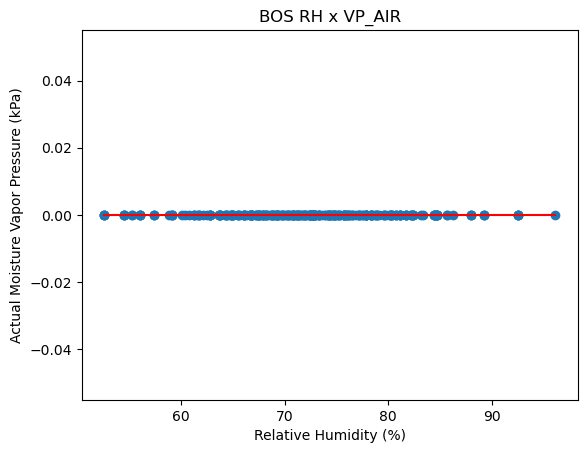 BOS RH x VP_AIR
Actual Moisture Vapor Pressure (kPa)
0.04
0.02
0.00
−0.02
−0.04
60 70 80 90
Relative Humidity (%)